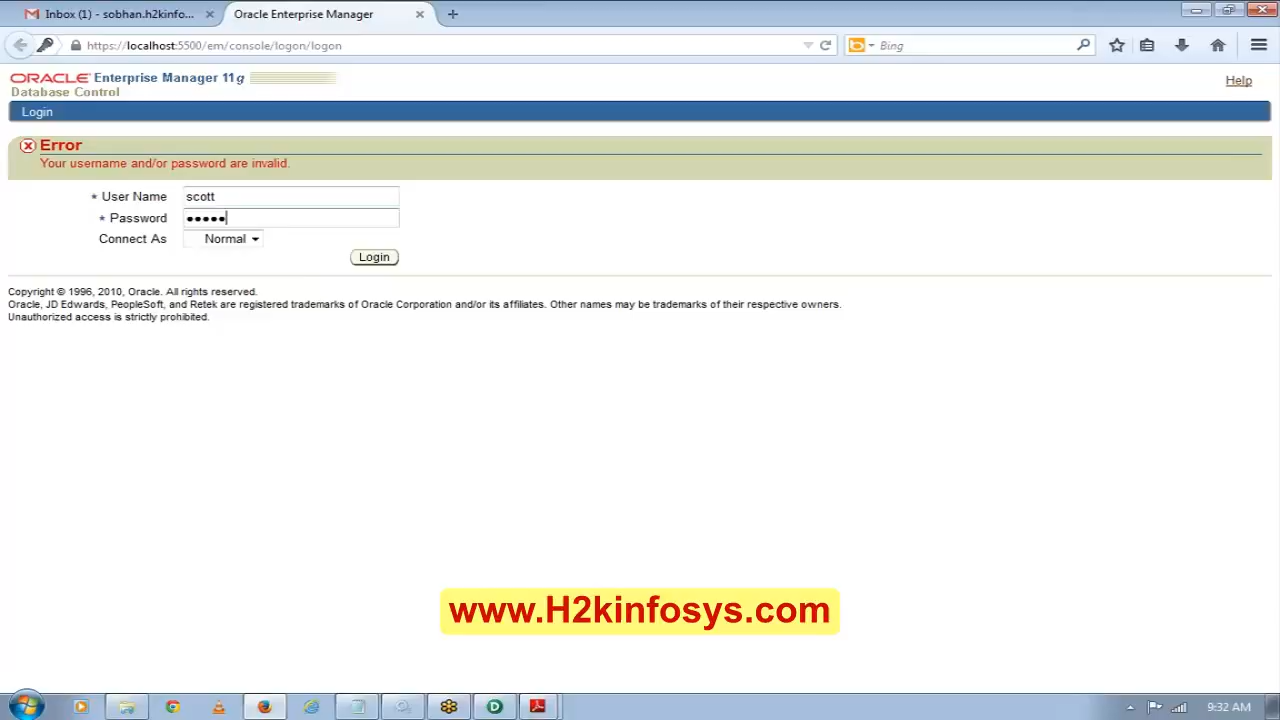 Inbox (1) - sobhan.h2kinfo...
Oracle Enterprise Manager
https://localhost:5500/em/console/logon/logon
Bing
ORACLE Enterprise Manager 11g
Database Control
Help
Login
Error
Your username and/or password are invalid.
* User Name scott
* Password •••••
Connect As Normal
Login
Copyright © 1996, 2010, Oracle. All rights reserved.
Oracle, JD Edwards, PeopleSoft, and Retek are registered trademarks of Oracle Corporation and/or its affiliates. Other names may be trademarks of their respective owners.
Unauthorized access is strictly prohibited.
www.H2kinfosys.com
D
9:32 AM